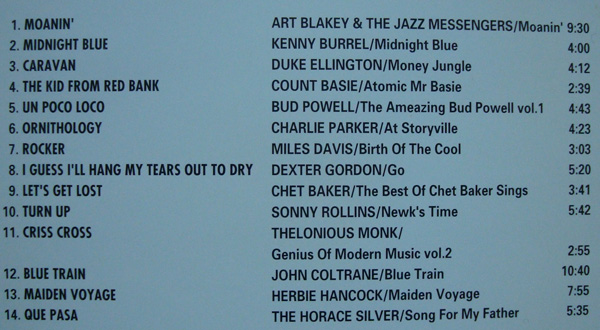 1. MOANIN' ART BLAKEY & THE JAZZ MESSENGERS/Moanin' 9:30
2. MIDNIGHT BLUE KENNY BURREL/Midnight Blue 4:00
3. CARAVAN DUKE ELLINGTON/Money Jungle 4:12
4. THE KID FROM RED BANK COUNT BASIE/Atomic Mr Basie 2:39
5. UN POCO LOCO BUD POWELL/The Ameazing Bud Powell vol.1 4:43
6. ORNITHOLOGY CHARLIE PARKER/At Storyville 4:23
7. ROCKER MILES DAVIS/Birth Of The Cool 3:03
8. I GUESS I'LL HANG MY TEARS OUT TO DRY DEXTER GORDON/Go 5:20
9. LET'S GET LOST CHET BAKER/The Best Of Chet Baker Sings 3:41
10. TURN UP SONNY ROLLINS/Newk's Time 5:42
11. CRISS CROSS THELONIOUS MONK/
Genius Of Modern Music vol.2 2:55
12. BLUE TRAIN JOHN COLTRANE/Blue Train 10:40
13. MAIDEN VOYAGE HERBIE HANCOCK/Maiden Voyage 7:55
14. QUE PASA THE HORACE SILVER/Song For My Father 5:35